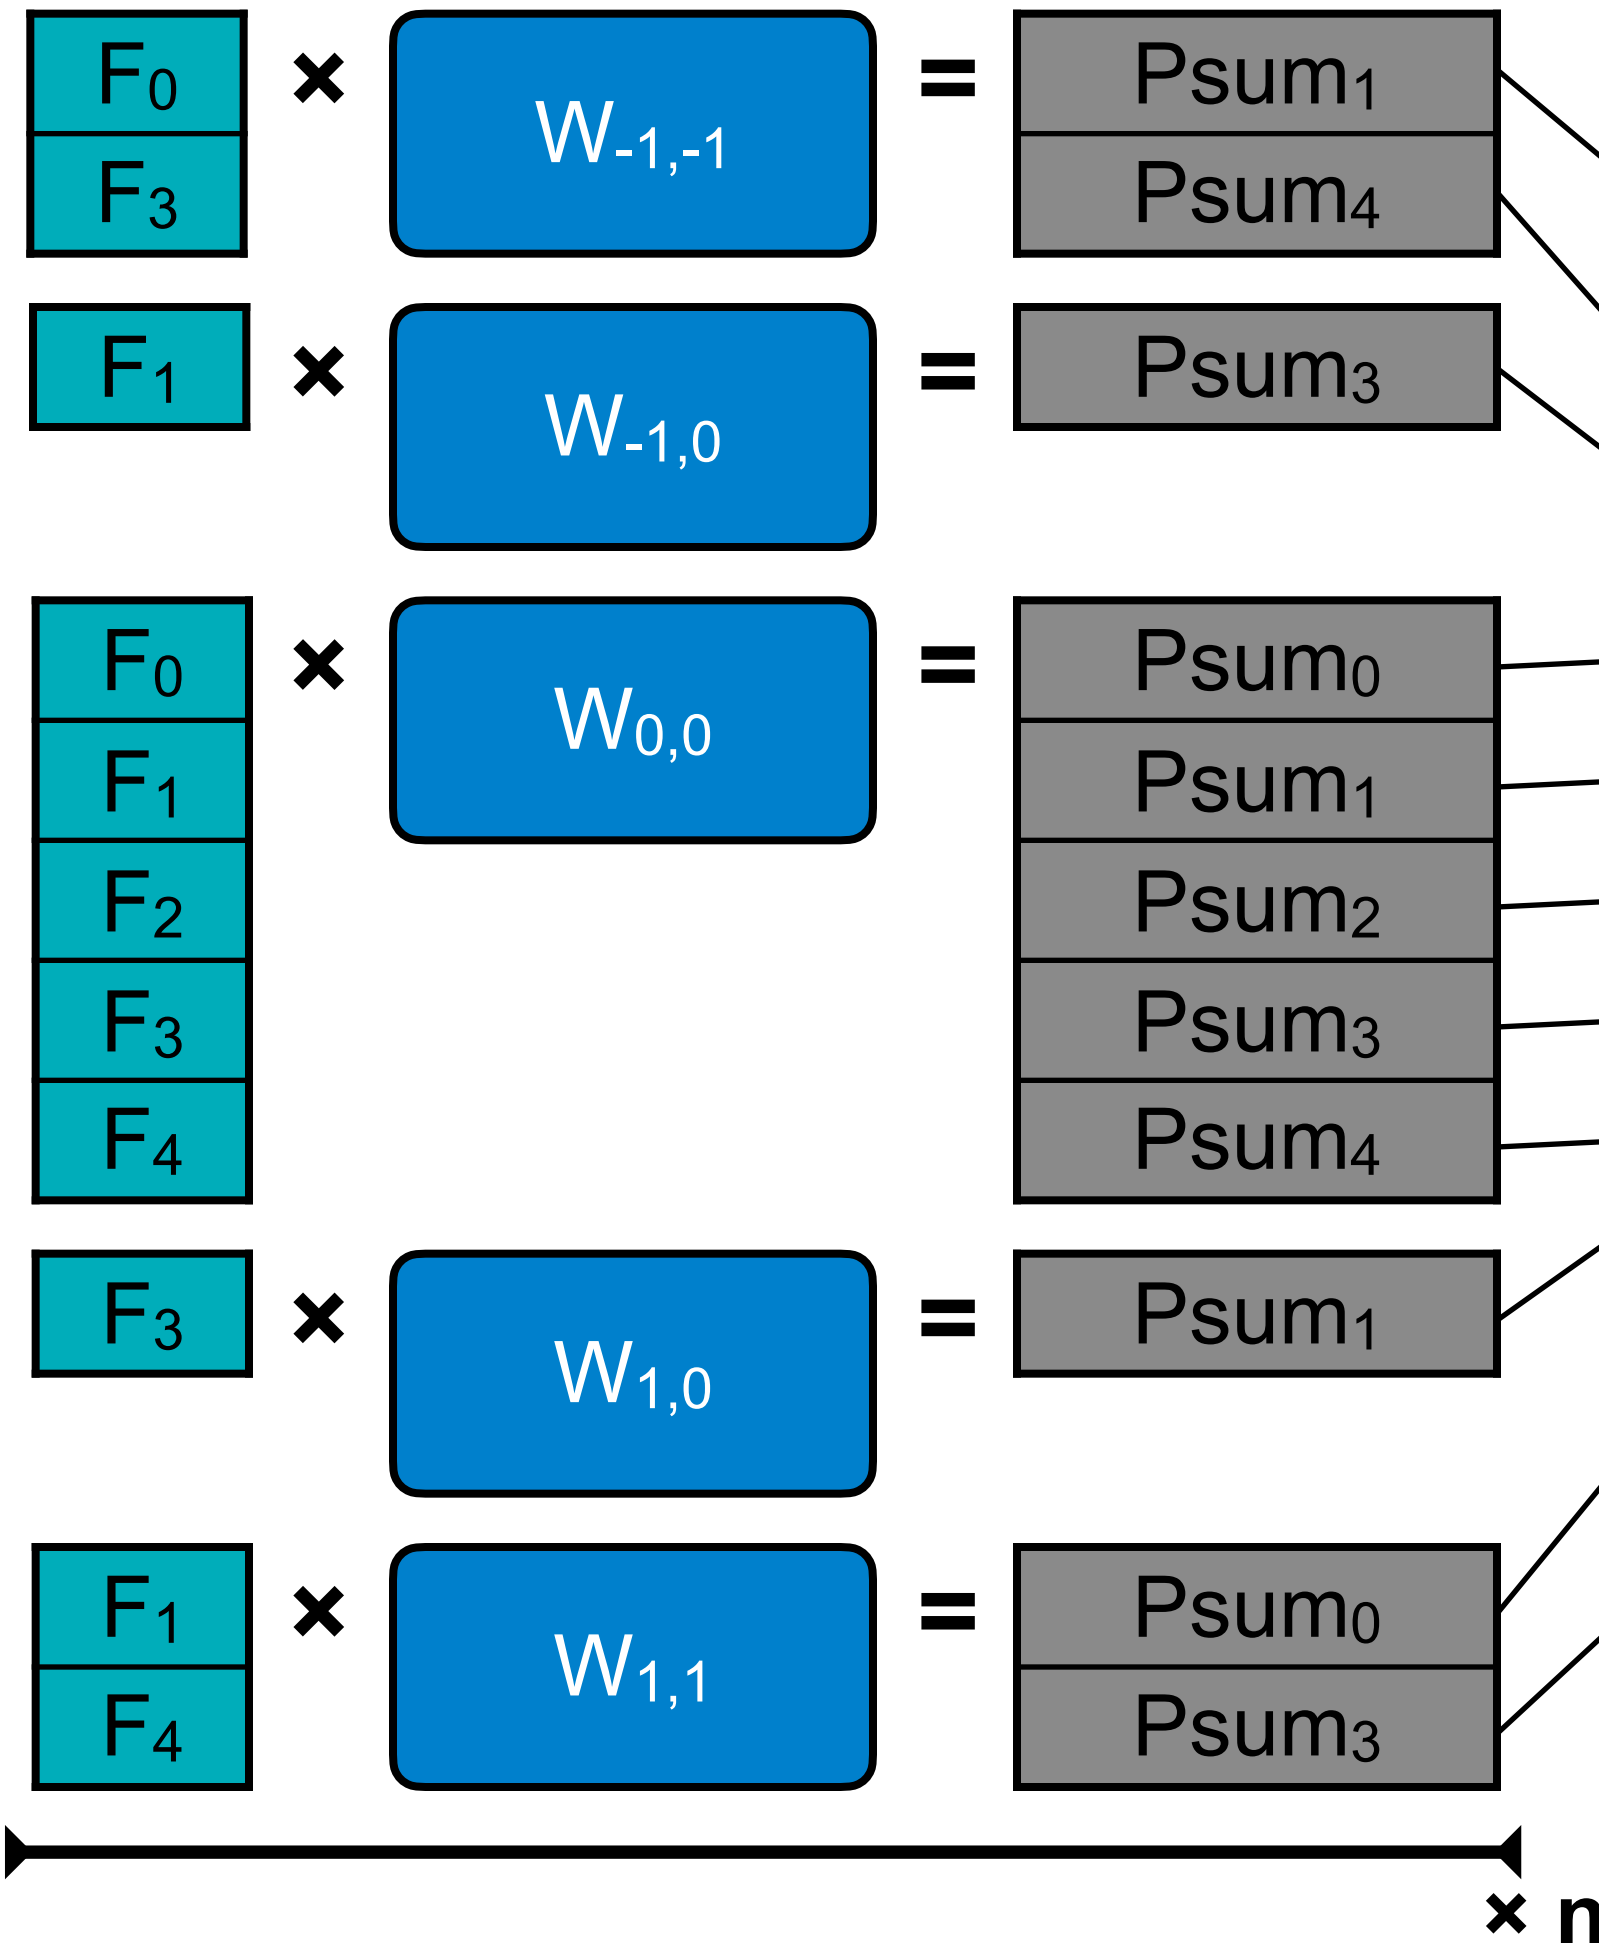 F0 × W-1,-1 = Psum1
F3 Psum4
F1 × W-1,0 = Psum3
F0 × W0,0 = Psum0
F1 Psum1
F2 Psum2
F3 Psum3
F4 Psum4
F3 × W1,0 = Psum1
F1 × W1,1 = Psum0
F4 Psum3
×